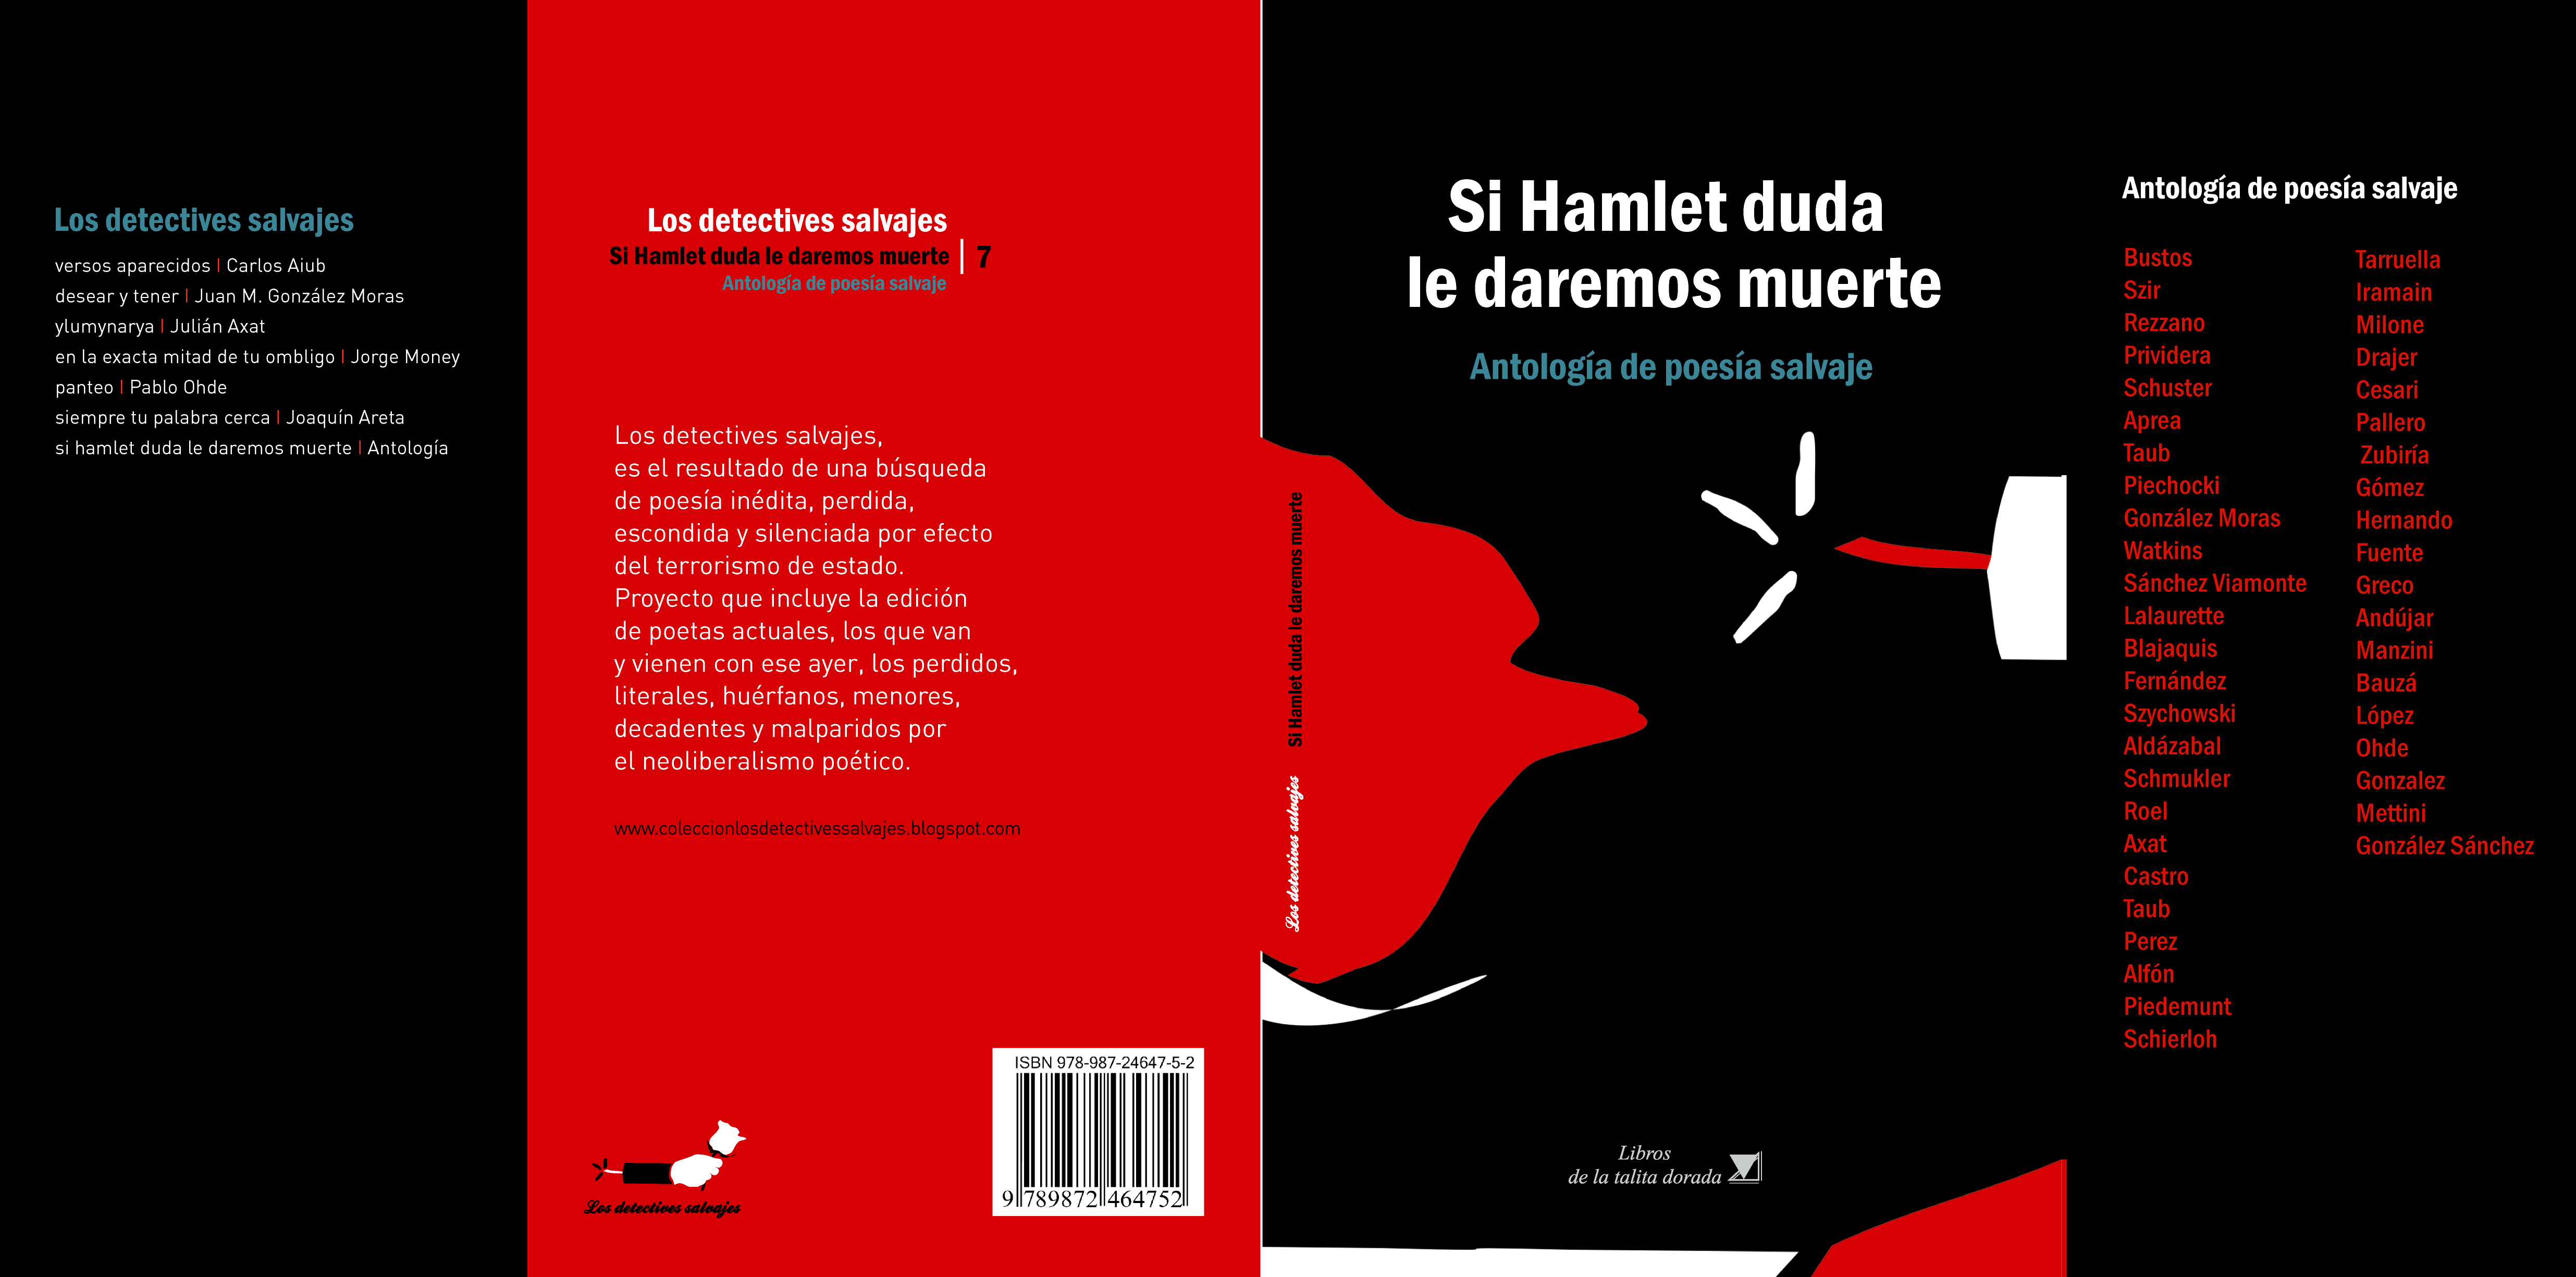 Los detectives salvajes
versos aparecidos | Carlos Aiub
desear y tener | Juan M. González Moras
ylumynarya | Julián Axat
en la exacta mitad de tu ombligo | Jorge Money
panteo | Pablo Ohde
siempre tu palabra cerca | Joaquín Areta
si hamlet duda le daremos muerte | Antología
Los detectives salvajes
Si Hamlet duda le daremos muerte | 7
Antología de poesía salvaje
Los detectives salvajes,
es el resultado de una búsqueda
de poesía inédita, perdida,
escondida y silenciada por efecto
del terrorismo de estado.
Proyecto que incluye la edición
de poetas actuales, los que van
y vienen con ese ayer, los perdidos,
literales, huérfanos, menores,
decadentes y malparidos por
el neoliberalismo poético.
www.coleccionlosdetectivessalvajes.blogspot.com
Los detectives salvajes
ISBN 978-987-24647-5-2
9 789872 464752
Si Hamlet duda le daremos muerte
Los detectives salvajes
Si Hamlet duda
le daremos muerte
Antología de poesía salvaje
Libros
de la talita dorada
Antología de poesía salvaje
Bustos
Szir
Rezzano
Prividera
Schuster
Aprea
Taub
Piechocki
González Moras
Watkins
Sánchez Viamonte
Lalaurette
Blajaquis
Fernández
Szychowski
Aldázabal
Schmukler
Roel
Axat
Castro
Taub
Perez
Alfón
Piedemunt
Schierloh
Tarruella
Iramain
Milone
Drajer
Cesari
Pallero
Zubiría
Gómez
Hernando
Fuente
Greco
Andújar
Manzini
Bauzá
López
Ohde
Gonzalez
Mettini
González Sánchez